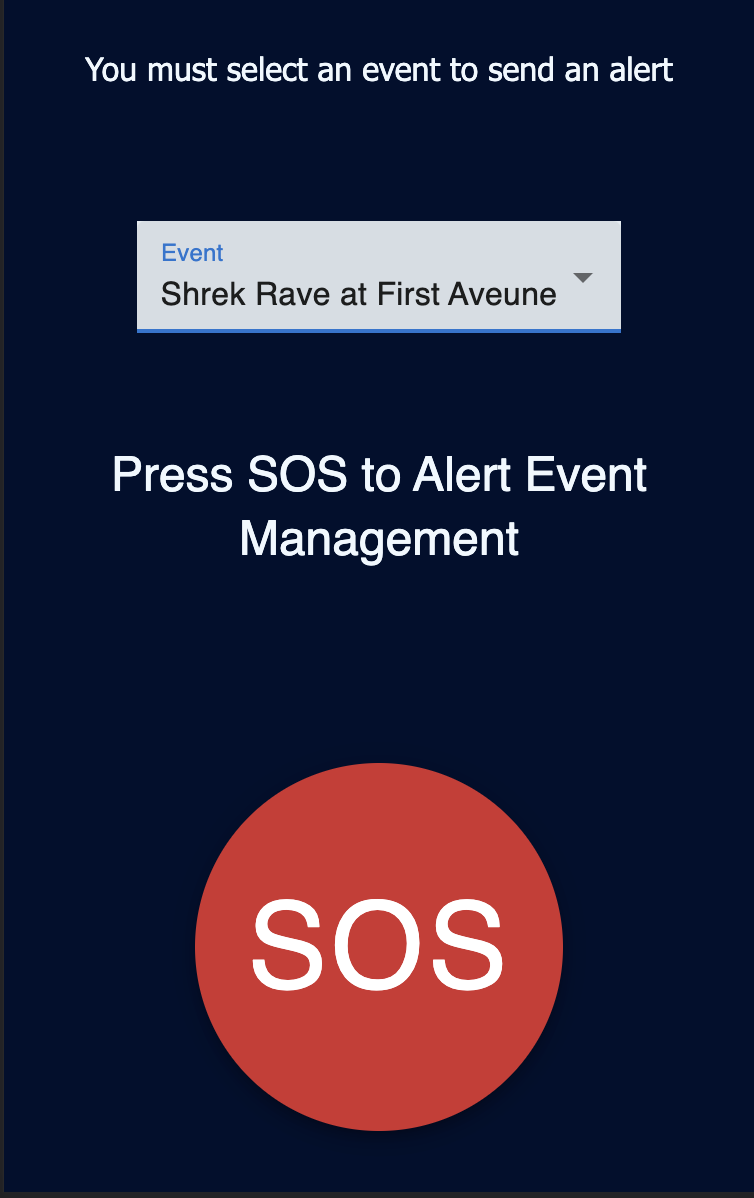 You must select an event to send an alert
Event
Shrek Rave at First Aveune
Press SOS to Alert Event
Management
SOS